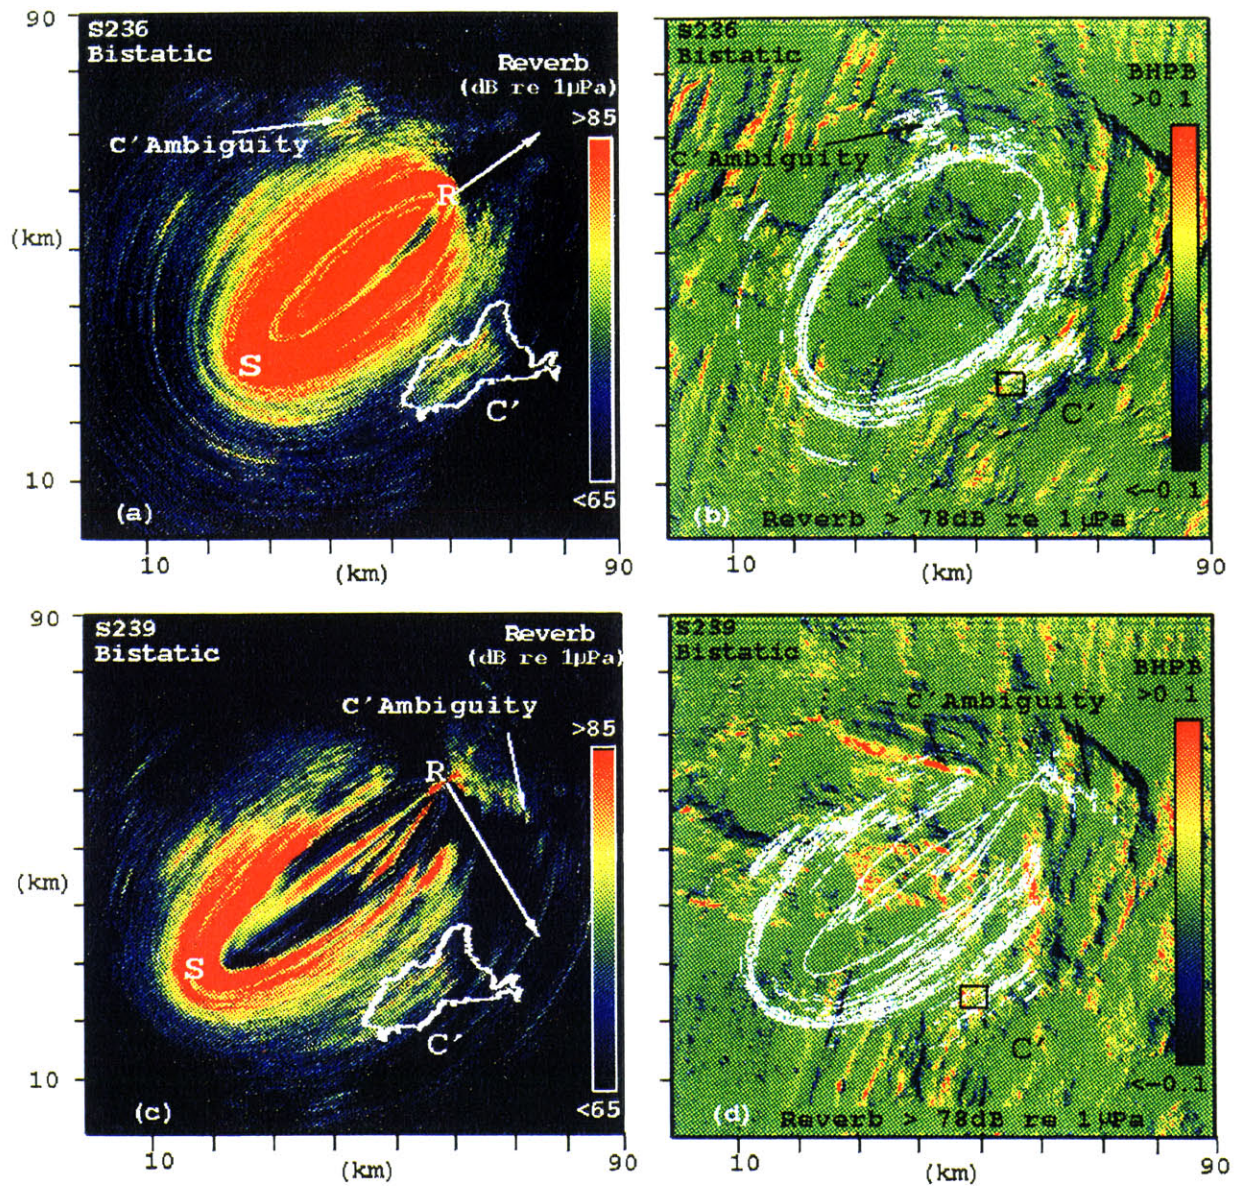 90
S236
Bistatic
Reverb
(dB re 1µPa)
>85
C'Ambiguity
R
(km)
S
C'
10
<65
(a)
10
(km)
90
S236
Bistatic
BHPB
>0.1
C'Ambiguity
C'
<-0.1
(b)
Reverb > 78dB re 1µPa
10
(km)
90
90
S239
Bistatic
Reverb
(dB re 1µPa)
C'Ambiguity
>85
R
(km)
S
C'
10
<65
(c)
10
(km)
90
S239
Bistatic
BHPB
>0.1
C'Ambiguity
C'
<-0.1
(d)
Reverb > 78dB re 1µPa
10
(km)
90